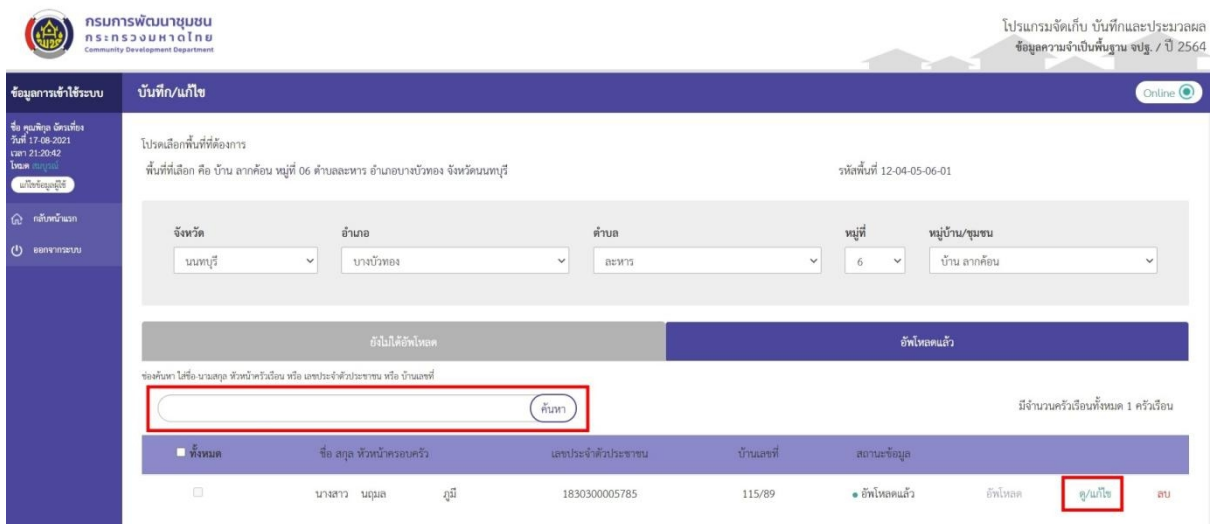 กรมการพัฒนาชุมชน
กระทรวงมหาดไทย
Community Development Department
โปรแกรมจัดเก็บ บันทึกและประมวลผล
ข้อมูลความจำเป็นพื้นฐาน จปฐ. / ปี 2564
ข้อมูลการเข้าใช้ระบบ
บันทึก/แก้ไข
Online
วันที่ 17-08-2021
เวลา 21:20:42
โหมด สมบูรณ์
แก้ไขข้อมูลผู้ใช้
กลับหน้าแรก
ออกจากระบบ
โปรดเลือกพื้นที่ที่ต้องการ
พื้นที่ที่เลือก คือ บ้าน ลากค้อน หมู่ที่ 06 ตำบลละหาร อำเภอบางบัวทอง จังหวัดนนทบุรี รหัสพื้นที่ 12-04-05-06-01
จังหวัด อำเภอ ตำบล หมู่ที่ หมู่บ้าน/ชุมชน
นนทบุรี บางบัวทอง ละหาร 6 บ้าน ลากค้อน
ยังไม่ได้อัพโหลด อัพโหลดแล้ว
ช่องค้นหา ใส่ชื่อ-นามสกุล หัวหน้าครัวเรือน หรือ เลขประจำตัวประชาชน หรือ บ้านเลขที่
ค้นหา
มีจำนวนครัวเรือนทั้งหมด 1 ครัวเรือน
ทั้งหมด ชื่อ สกุล หัวหน้าครอบครัว เลขประจำตัวประชาชน บ้านเลขที่ สถานะข้อมูล
นางสาว นฤมล ภูมี 1830300005785 115/89 อัพโหลดแล้ว อัพโหลด ดู/แก้ไข ลบ